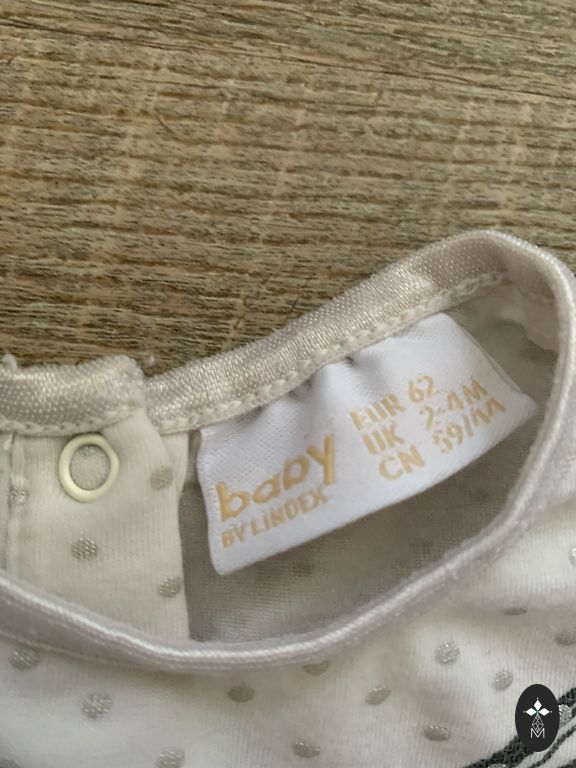 baby
BY LINDEX
EUR 62
UK 2-4M
CN 59/44
M